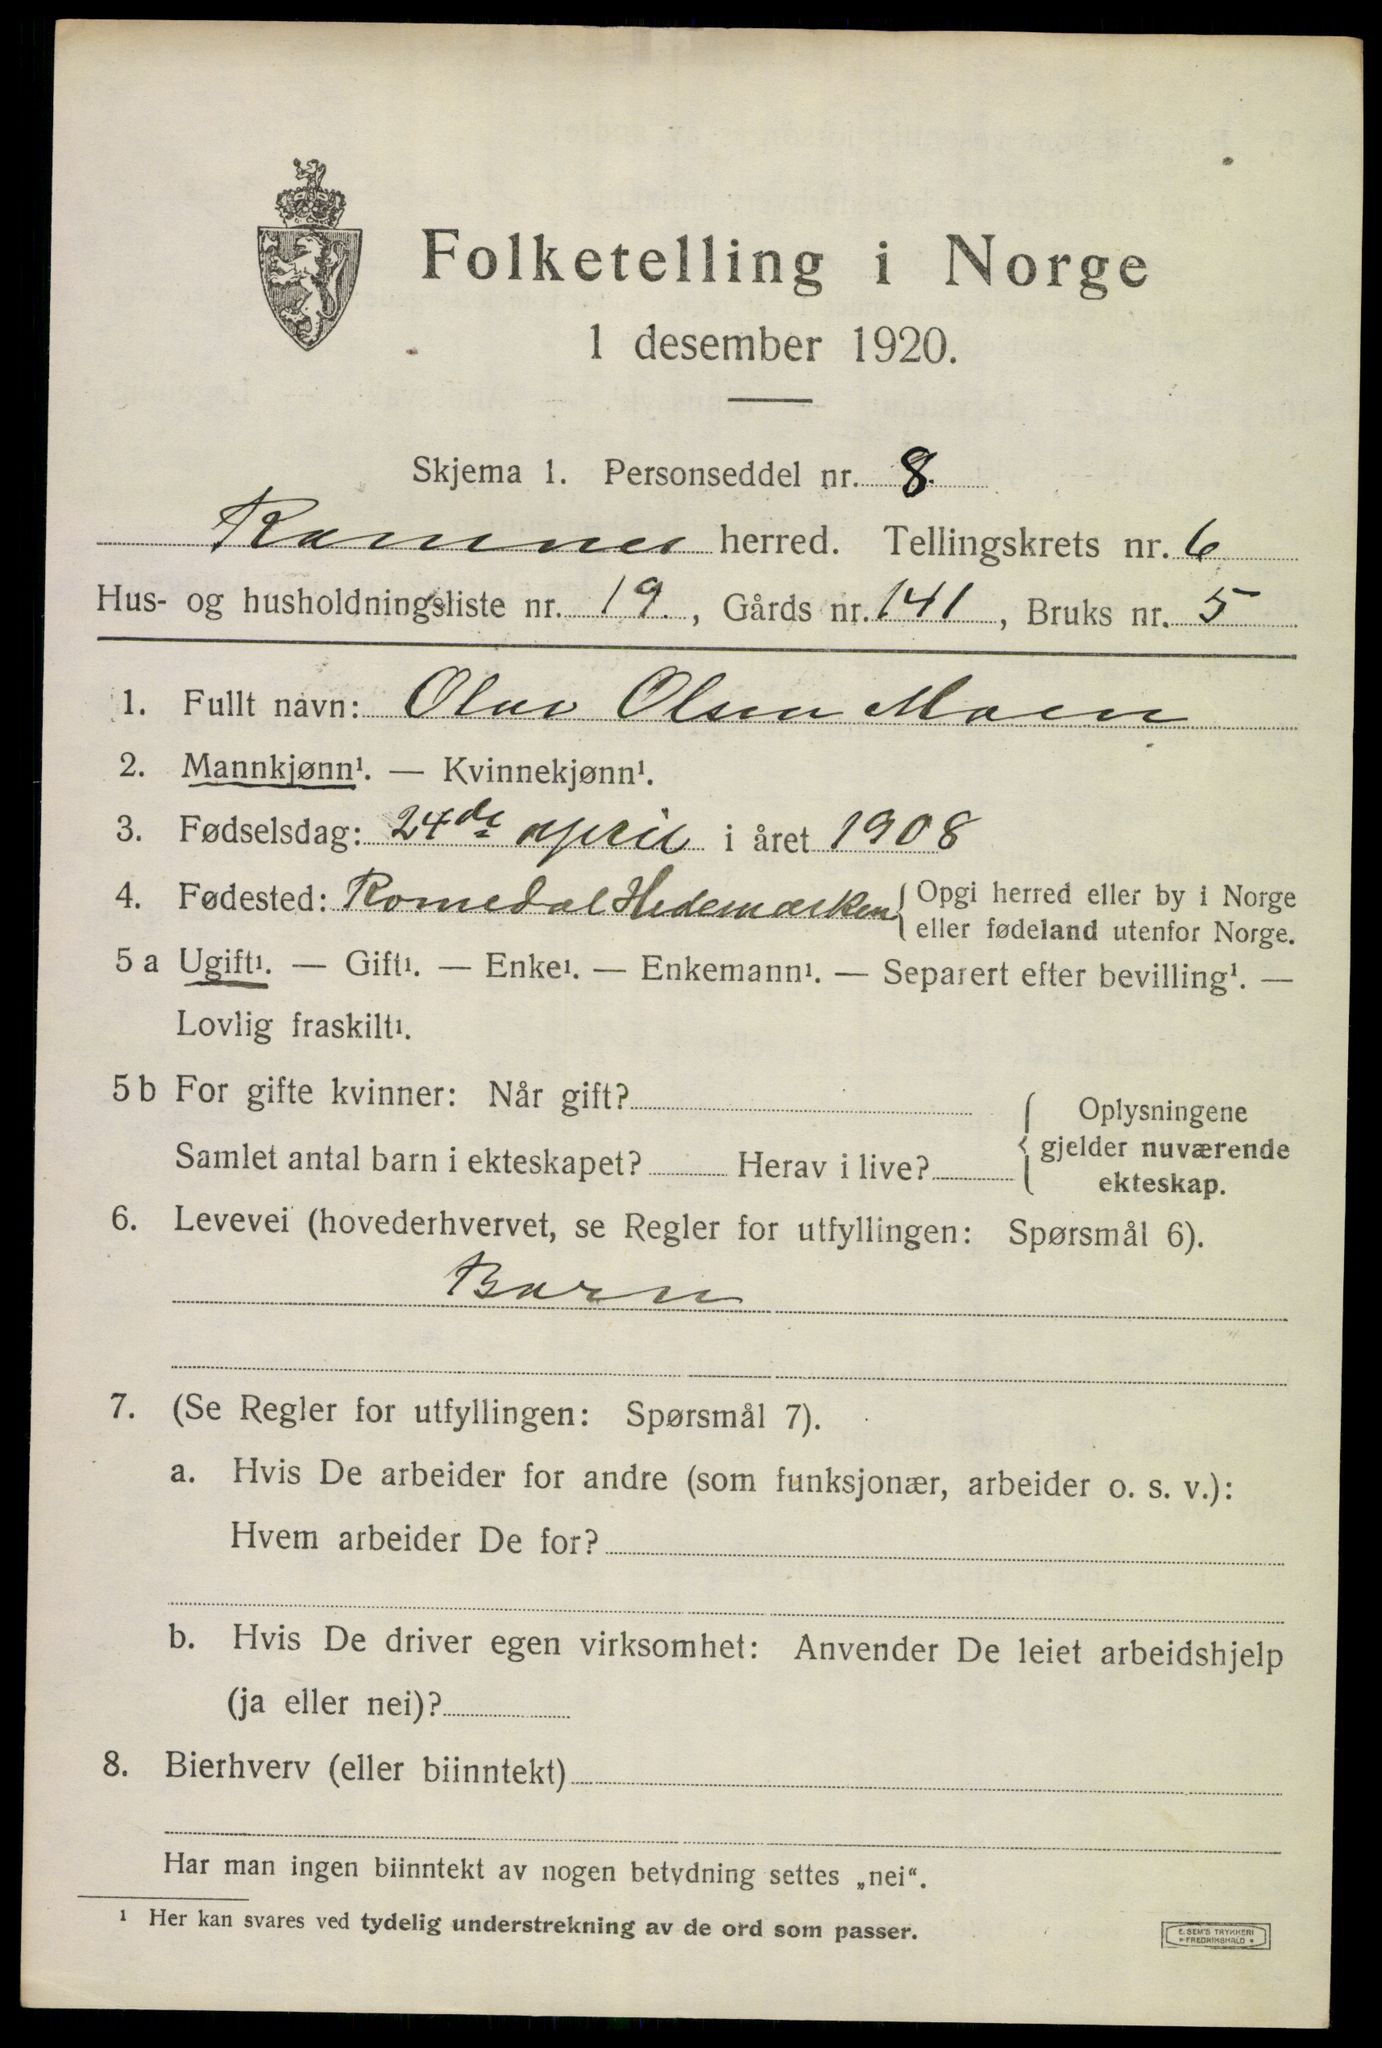 Folketelling i Norge
1 desember 1920.
Skjema 1. Personseddel nr. 8.
Ramnes herred. Tellingskrets nr. 6
Hus- og husholdningsliste nr. 19., Gårds nr. 141, Bruks nr. 5
1. Fullt navn: Olav Olsen Moen
2. Mannkjønn¹. — Kvinnekjønn¹.
3. Fødselsdag: 24de april i året 1908
4. Fødested: Romedal Hedemarken { Opgi herred eller by i Norge
eller fødeland utenfor Norge.
5 a Ugift¹. — Gift¹. — Enke¹. — Enkemann¹. — Separert efter bevilling¹. —
Lovlig fraskilt¹.
5 b For gifte kvinner: Når gift?
Samlet antal barn i ekteskapet? Herav i live?
{ Oplysningene
gjelder nuværende
ekteskap.
6. Levevei (hovederhvervet, se Regler for utfyllingen: Spørsmål 6).
Barn
7. (Se Regler for utfyllingen: Spørsmål 7).
a. Hvis De arbeider for andre (som funksjonær, arbeider o. s. v.):
Hvem arbeider De for?
b. Hvis De driver egen virksomhet: Anvender De leiet arbeidshjelp
(ja eller nei)?
8. Bierhverv (eller biinntekt)
Har man ingen biinntekt av nogen betydning settes „nei“.
¹ Her kan svares ved tydelig understrekning av de ord som passer.
E. SEM'S TRYKKERI
• FREDRIKSHALD •